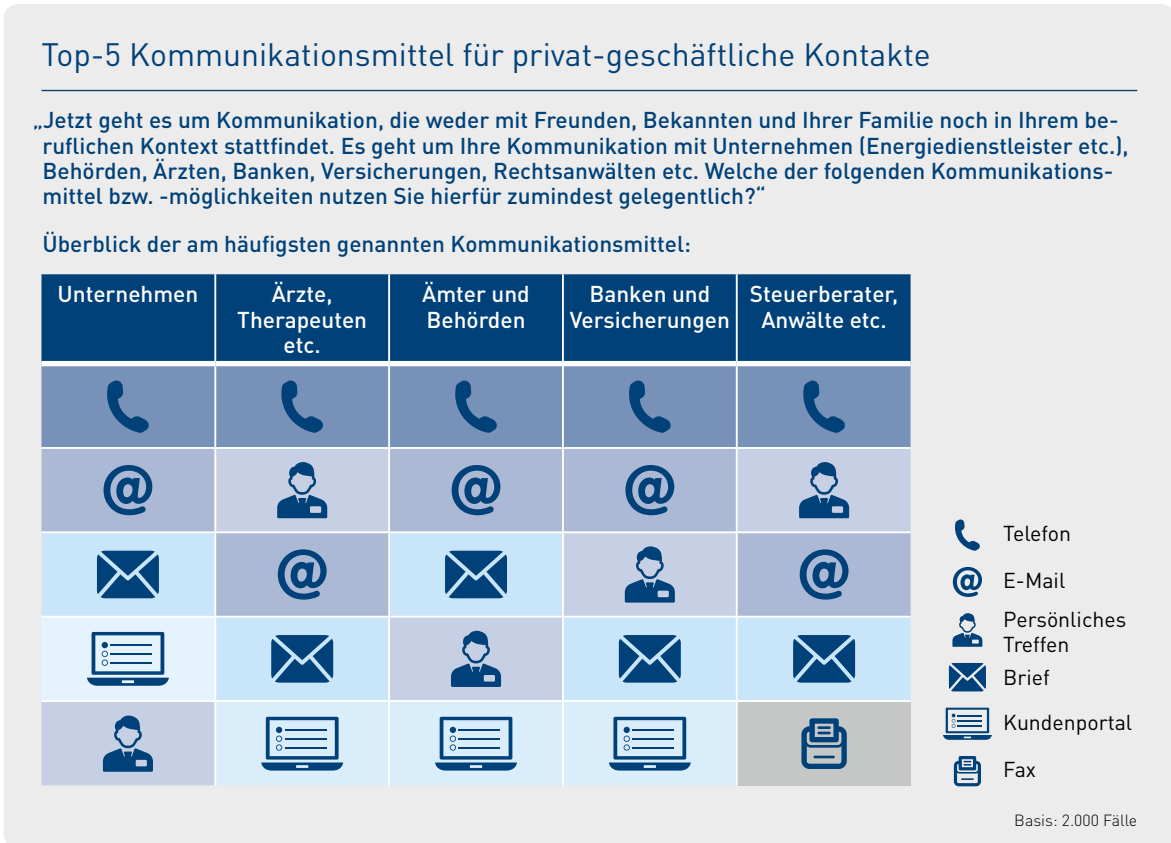 Top-5 Kommunikationsmittel für privat-geschäftliche Kontakte
„Jetzt geht es um Kommunikation, die weder mit Freunden, Bekannten und Ihrer Familie noch in Ihrem be-
ruflichen Kontext stattfindet. Es geht um Ihre Kommunikation mit Unternehmen (Energiedienstleister etc.),
Behörden, Ärzten, Banken, Versicherungen, Rechtsanwälten etc. Welche der folgenden Kommunikations-
mittel bzw. -möglichkeiten nutzen Sie hierfür zumindest gelegentlich?“
Überblick der am häufigsten genannten Kommunikationsmittel:
Unternehmen
Ärzte,
Therapeuten
etc.
Ämter und
Behörden
Banken und
Versicherungen
Steuerberater,
Anwälte etc.
Telefon
E-Mail
Persönliches
Treffen
Brief
Kundenportal
Fax
Basis: 2.000 Fälle